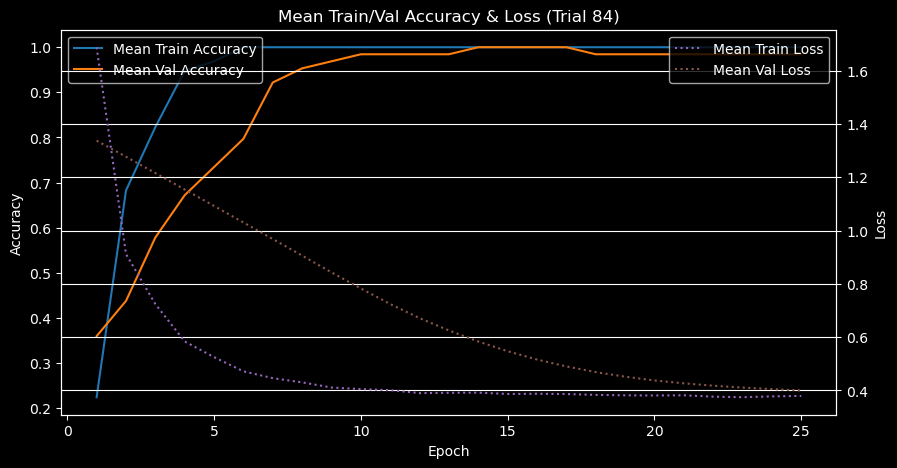 Mean Train/Val Accuracy & Loss (Trial 84)
Mean Train Accuracy
Mean Val Accuracy
Mean Train Loss
Mean Val Loss
1.0
0.9
0.8
0.7
0.6
0.5
0.4
0.3
0.2
Accuracy
1.6
1.4
1.2
1.0
0.8
0.6
0.4
Loss
0
5
10
15
20
25
Epoch